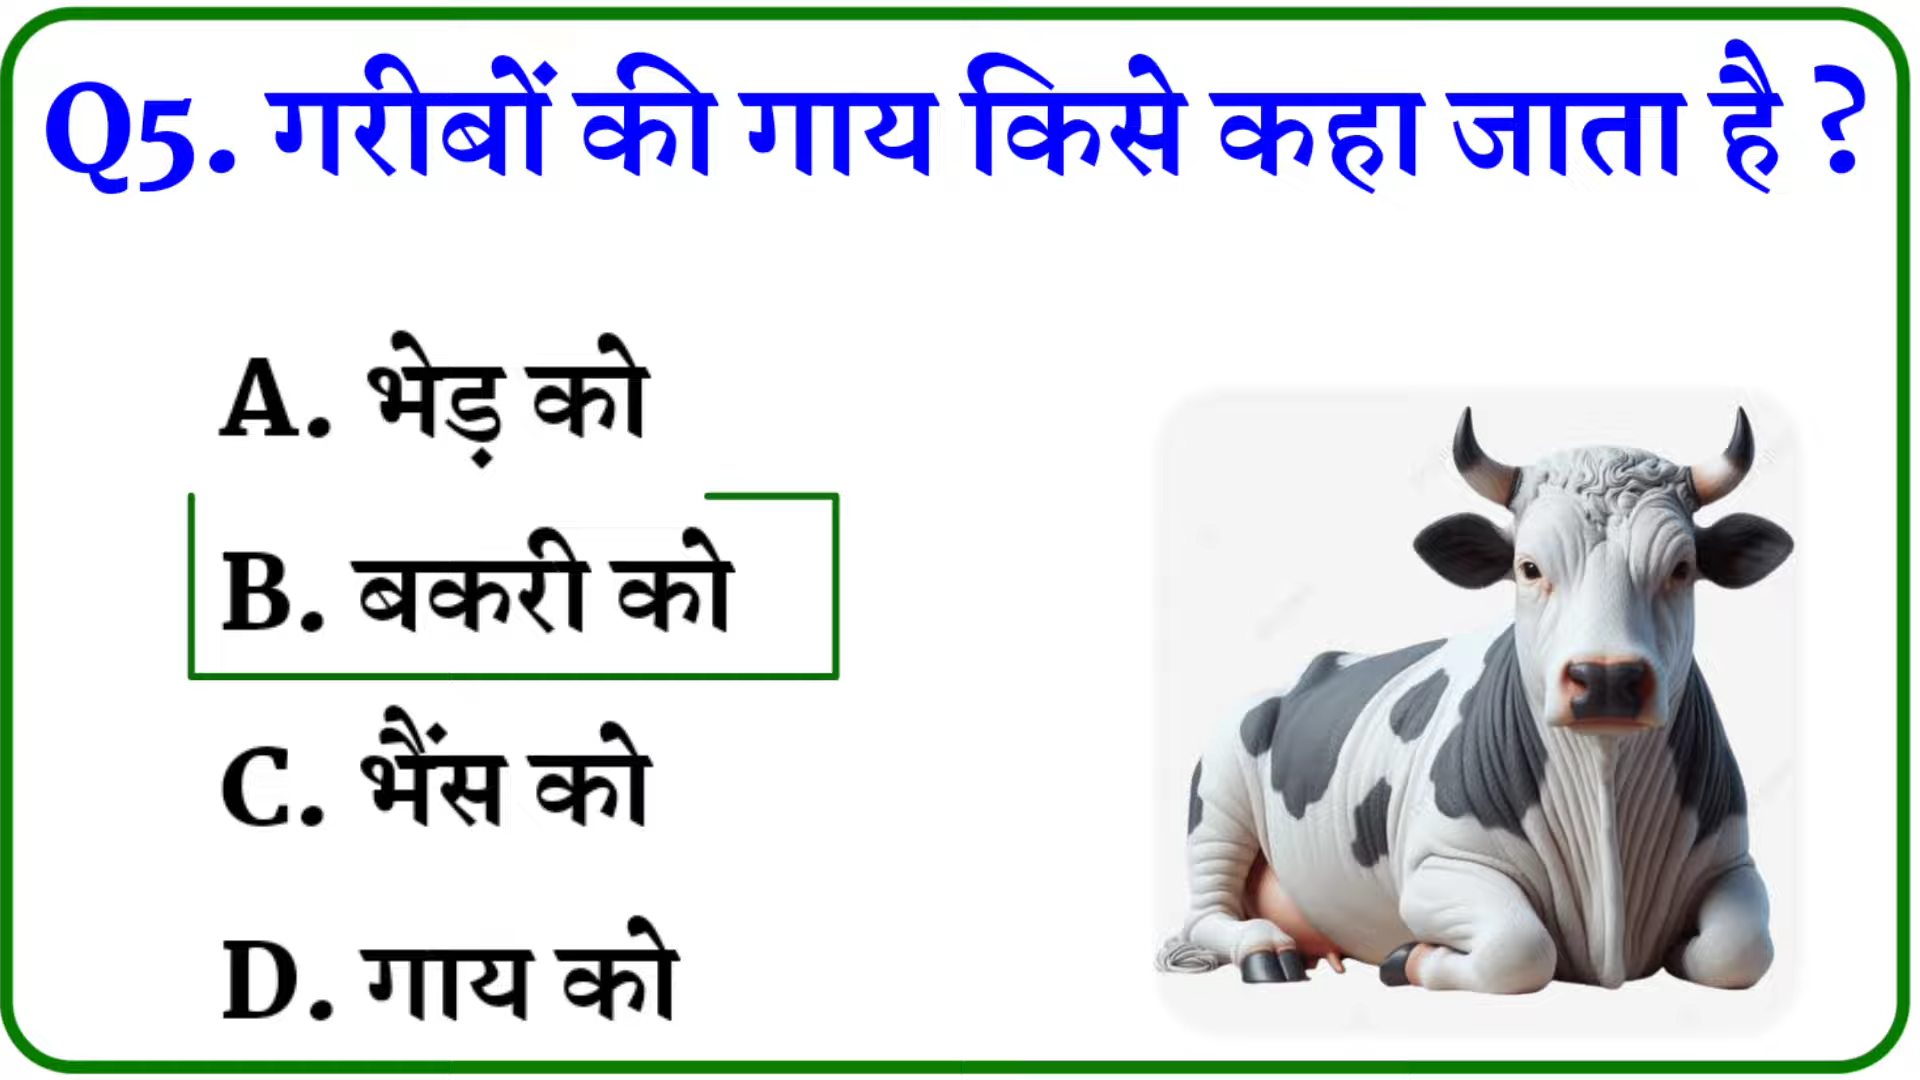 Q5. गरीबों की गाय किसे कहा जाता है ?
A. भेड़ को
B. बकरी को
C. भैंस को
D. गाय को